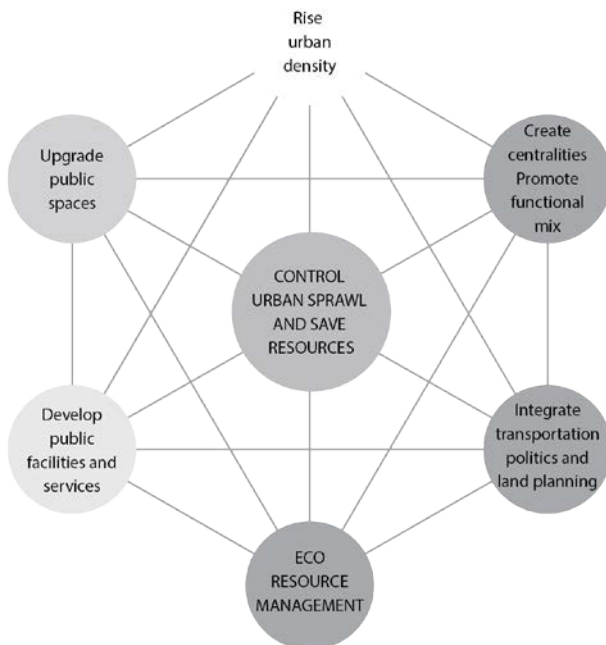 Rise
urban
density
Upgrade
public
spaces
Create
centralities
Promote
functional
mix
CONTROL
URBAN SPRAWL
AND SAVE
RESOURCES
Develop
public
facilities and
services
Integrate
transportation
politics and
land planning
ECO
RESOURCE
MANAGEMENT